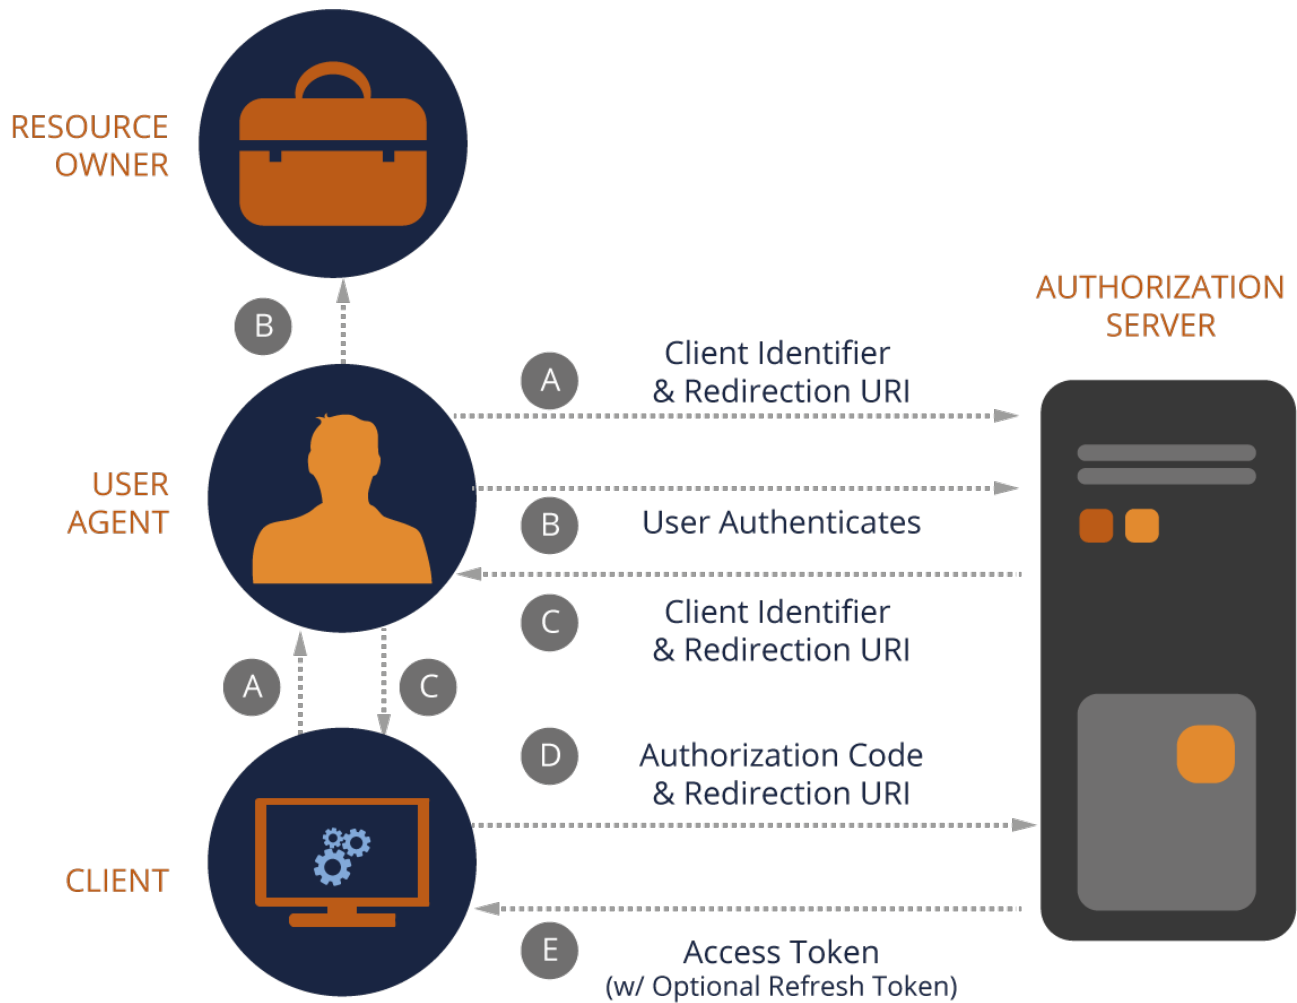 RESOURCE
OWNER
B
AUTHORIZATION
SERVER
A
Client Identifier
& Redirection URI
USER
AGENT
B
User Authenticates
C
Client Identifier
& Redirection URI
A
C
D
Authorization Code
& Redirection URI
CLIENT
E
Access Token
(w/ Optional Refresh Token)